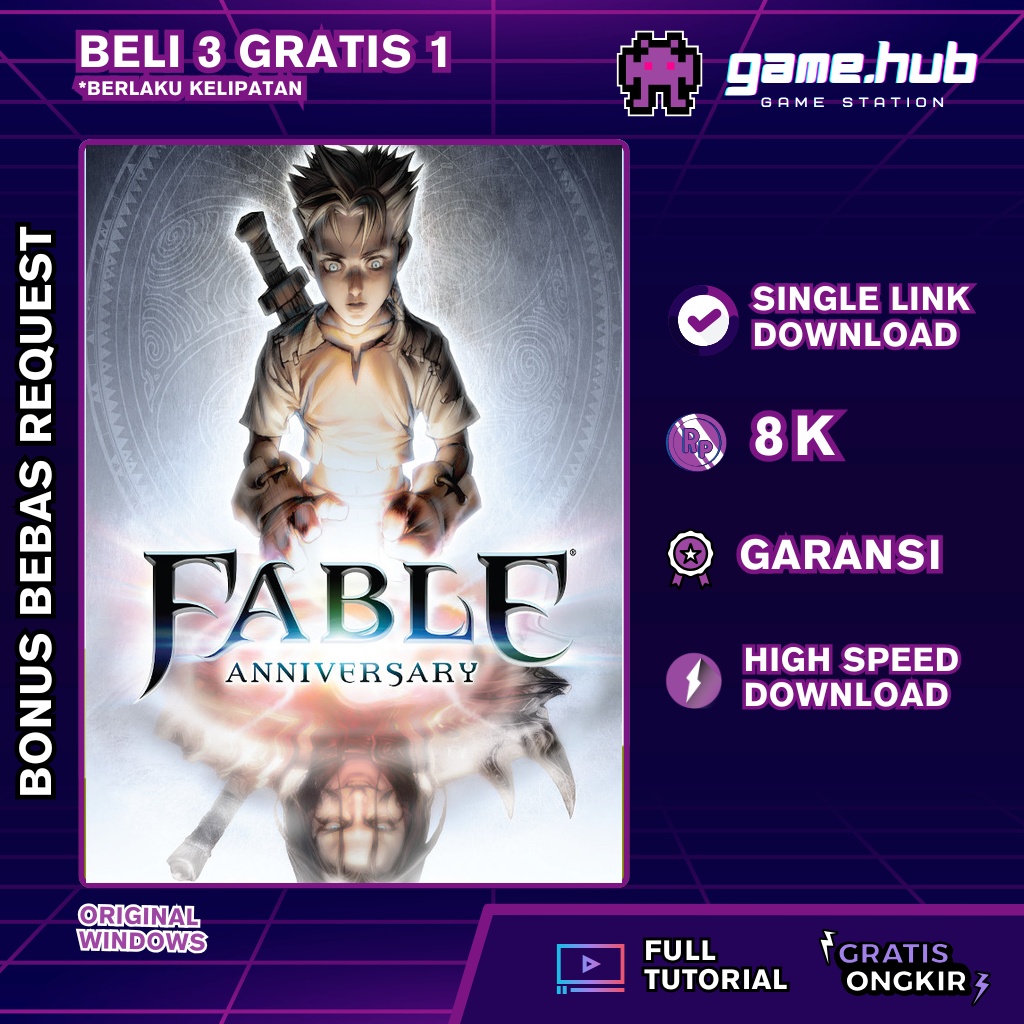 BELI 3 GRATIS 1
*BERLAKU KELIPATAN
game.hub
GAME STATION
BONUS BEBAS REQUEST
FABLE®
ANNIVERSARY
SINGLE LINK
DOWNLOAD
Rp
8K
GARANSI
HIGH SPEED
DOWNLOAD
ORIGINAL
WINDOWS
FULL
TUTORIAL
GRATIS
ONGKIR